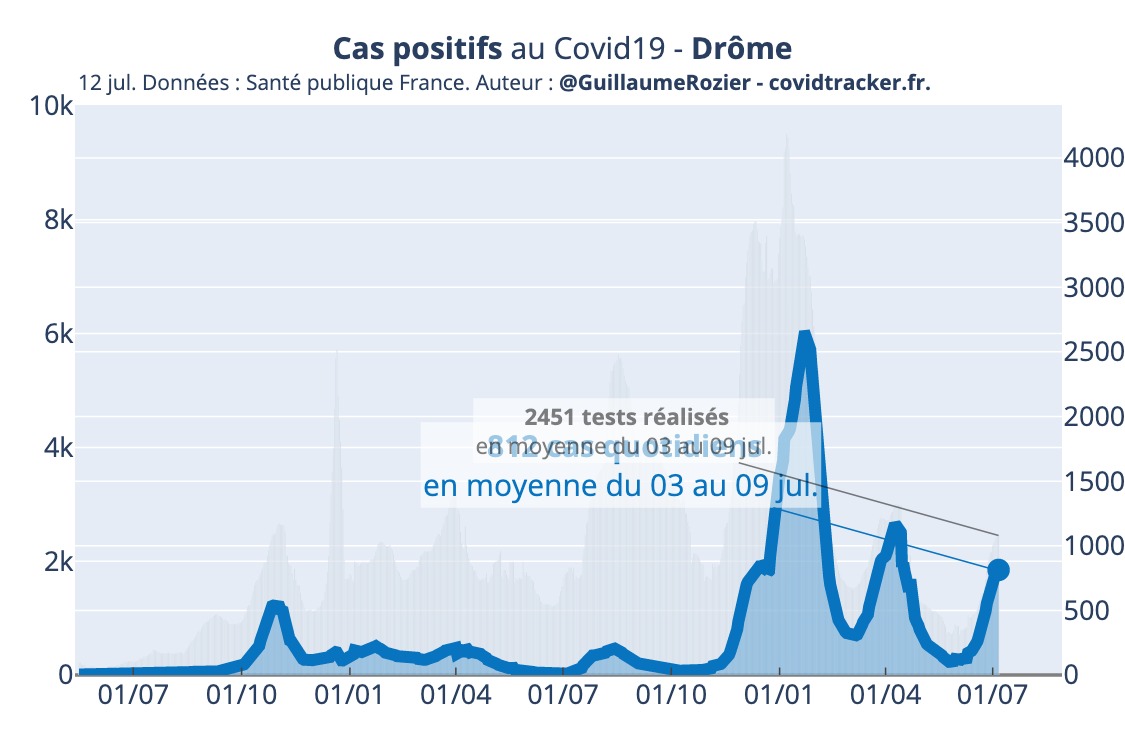 Cas positifs au Covid19 - Drôme
12 jul. Données : Santé publique France. Auteur : @GuillaumeRozier - covidtracker.fr.
10k
8k
6k
4k
2k
0
4000
3500
3000
2500
2000
1500
1000
500
0
2451 tests réalisés
en moyenne du 03 au 09 jul.
812 cas quotidiens
en moyenne du 03 au 09 jul.
01/07 01/10 01/01 01/04 01/07 01/10 01/01 01/04 01/07